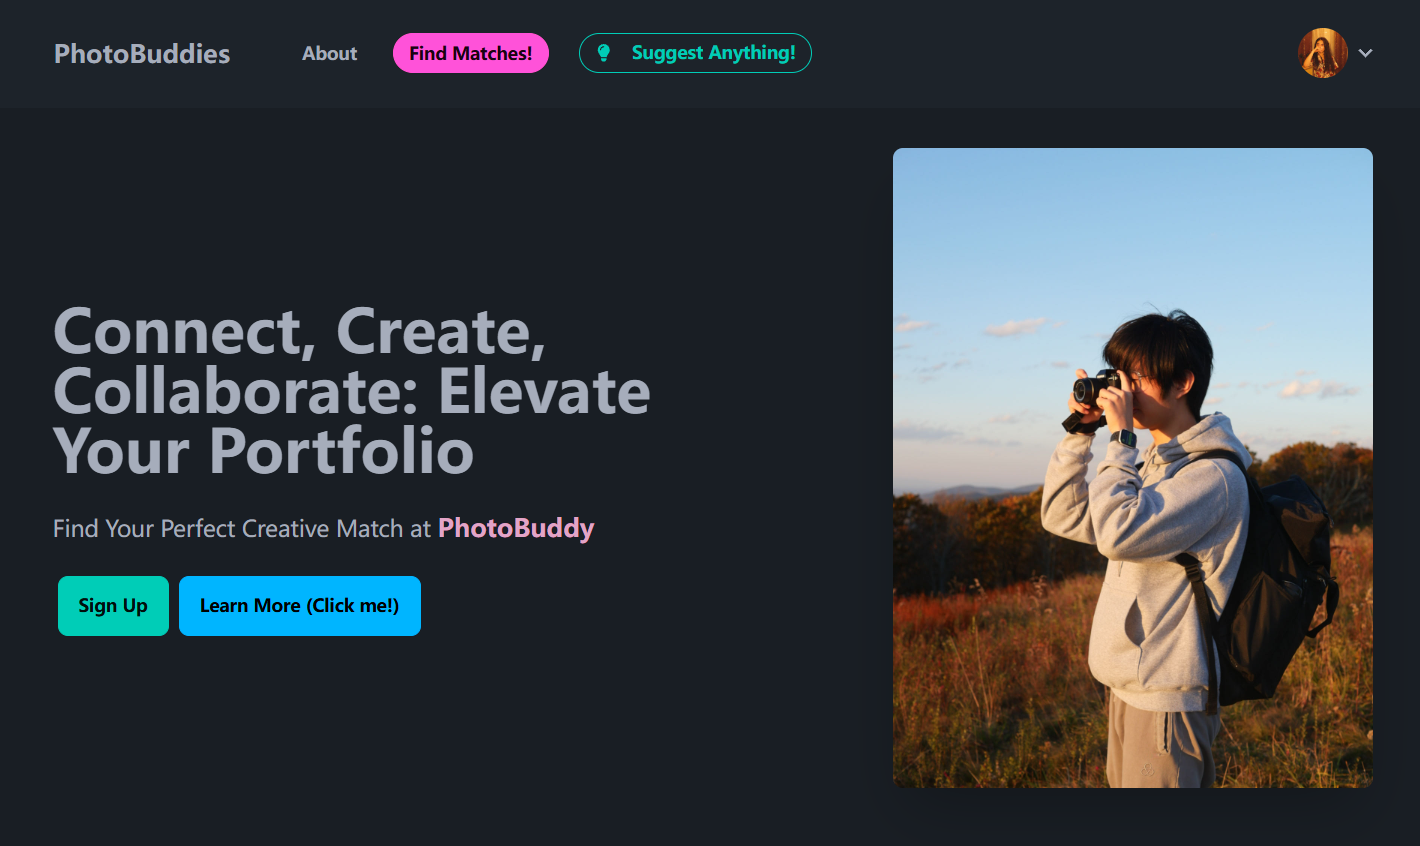 PhotoBuddies
About
Find Matches!
Suggest Anything!
Connect, Create,
Collaborate: Elevate
Your Portfolio
Find Your Perfect Creative Match at PhotoBuddy
Sign Up
Learn More (Click me!)